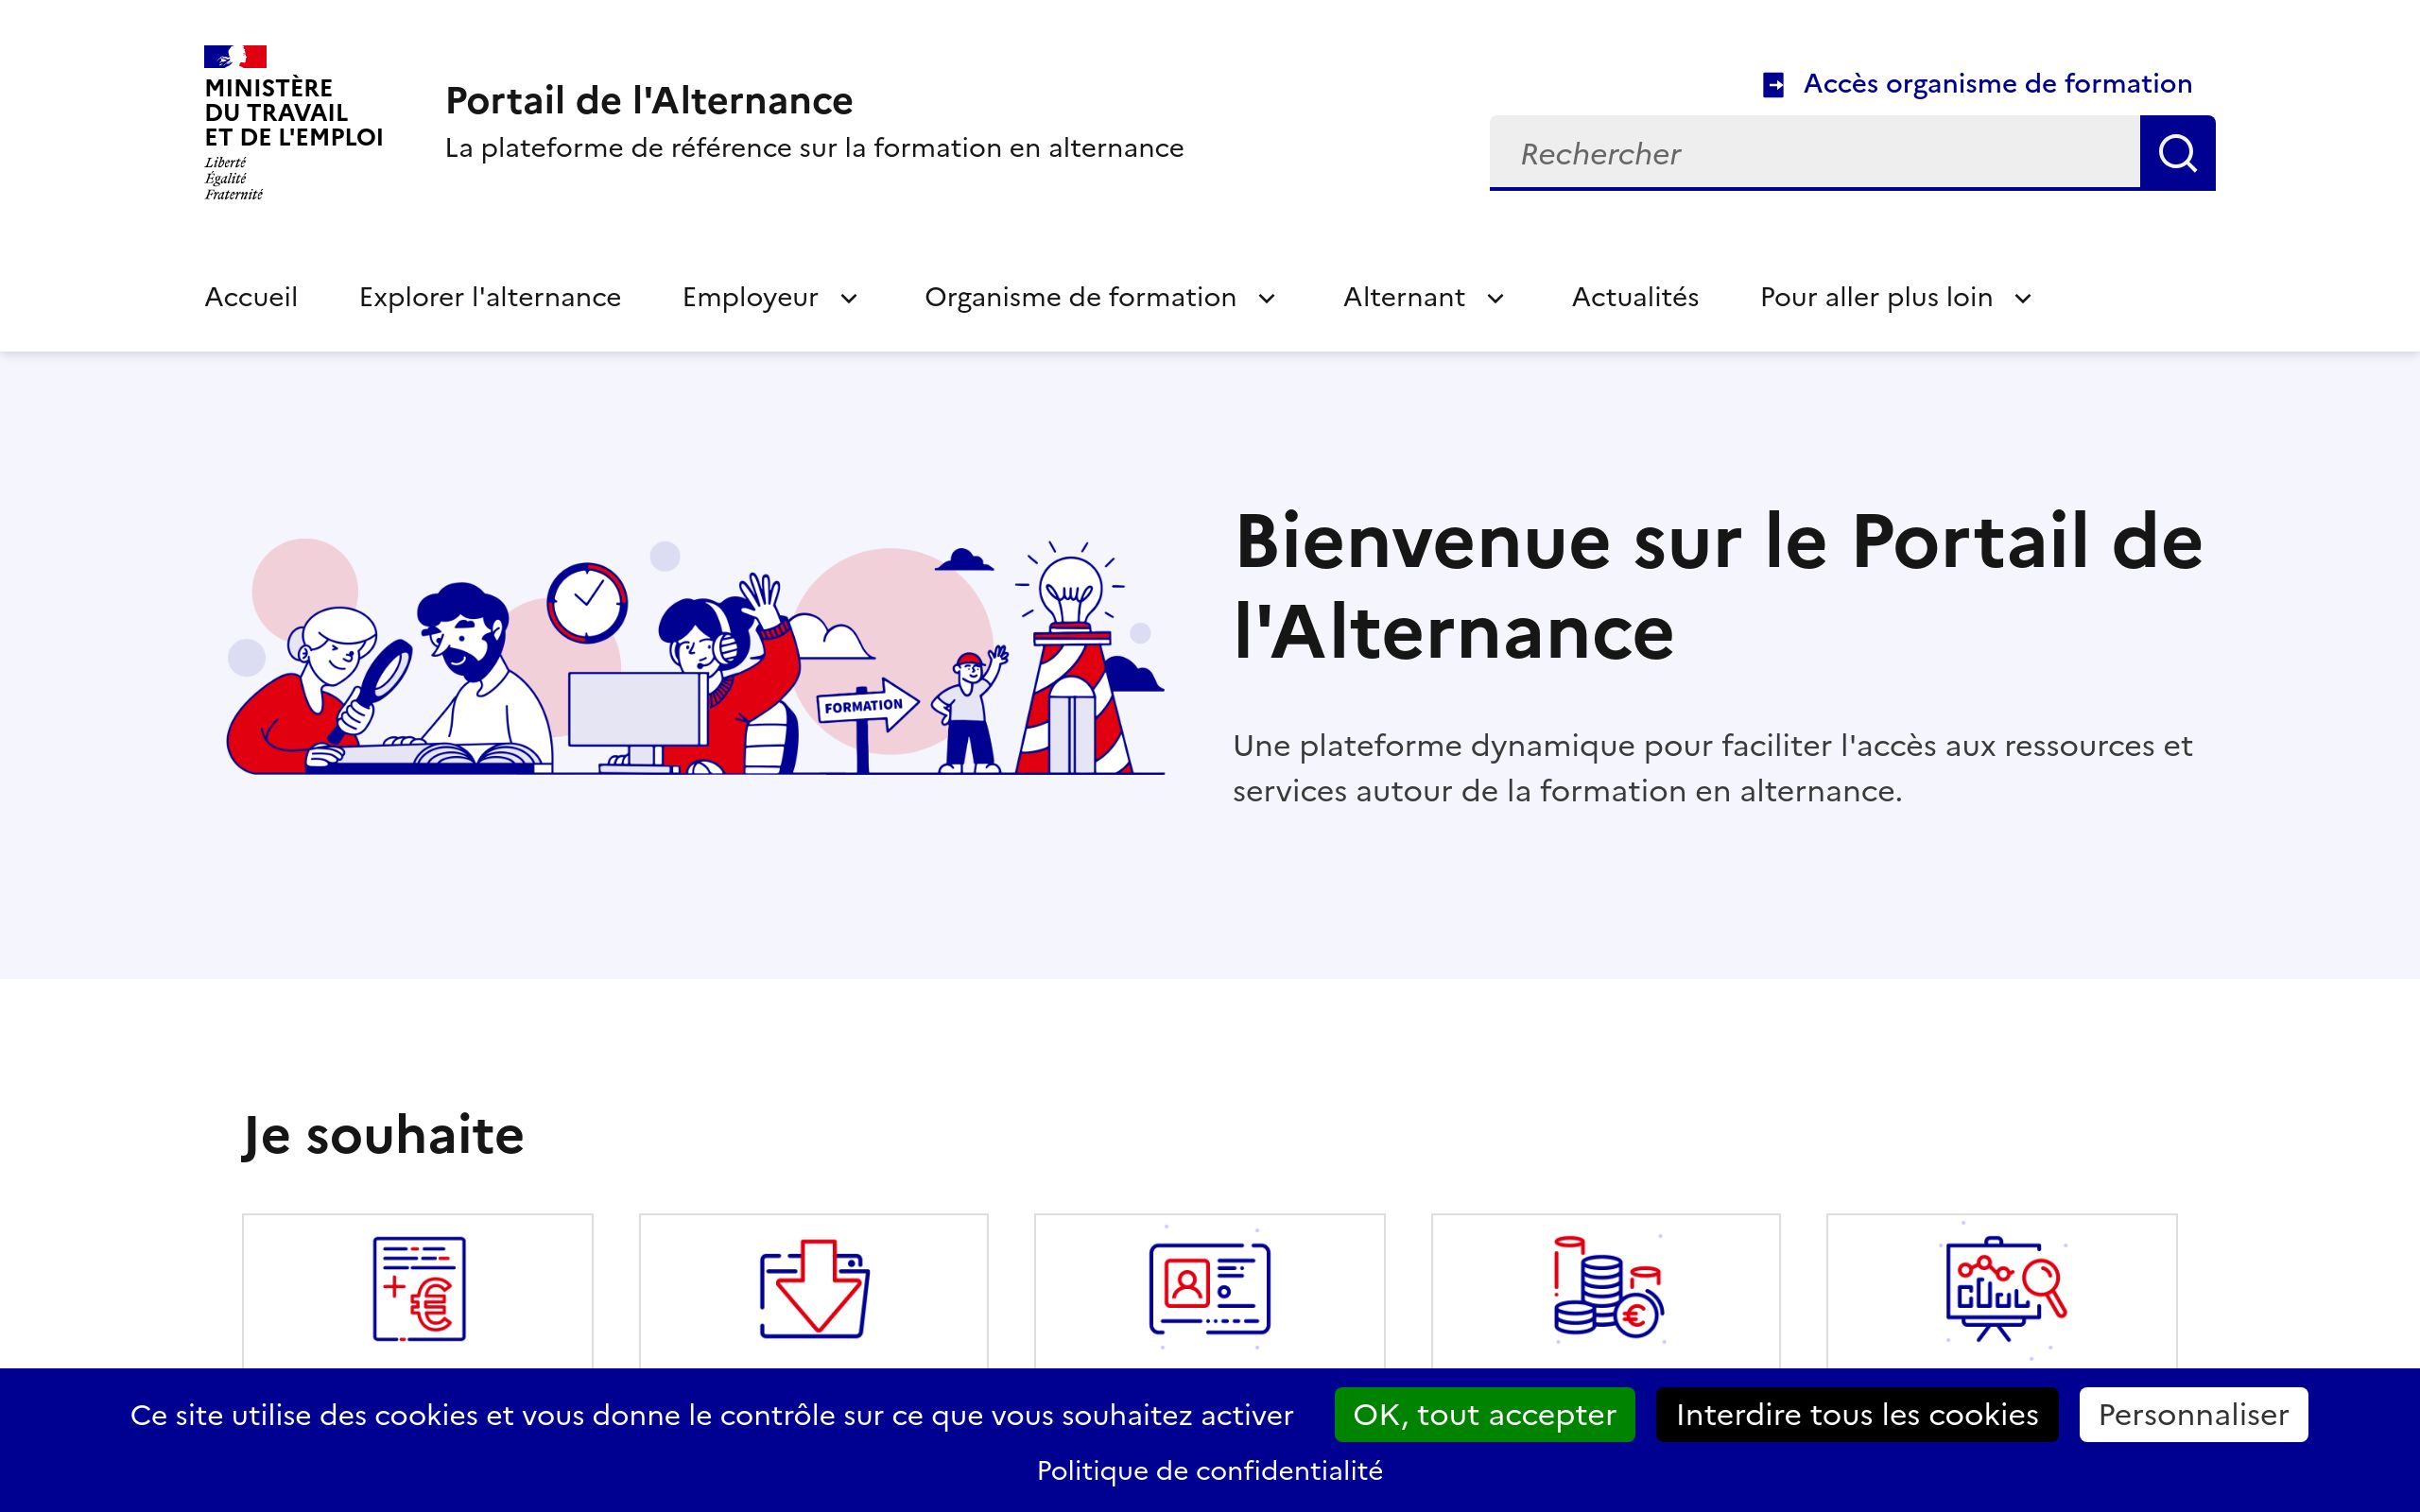 MINISTÈRE
DU TRAVAIL
ET DE L'EMPLOI
Liberté
Égalité
Fraternité
Portail de l'Alternance
La plateforme de référence sur la formation en alternance
Accès organisme de formation
Rechercher
Accueil
Explorer l'alternance
Employeur
Organisme de formation
Alternant
Actualités
Pour aller plus loin
FORMATION
Bienvenue sur le Portail de
l'Alternance
Une plateforme dynamique pour faciliter l'accès aux ressources et
services autour de la formation en alternance.
Je souhaite
Ce site utilise des cookies et vous donne le contrôle sur ce que vous souhaitez activer
OK, tout accepter
Interdire tous les cookies
Personnaliser
Politique de confidentialité